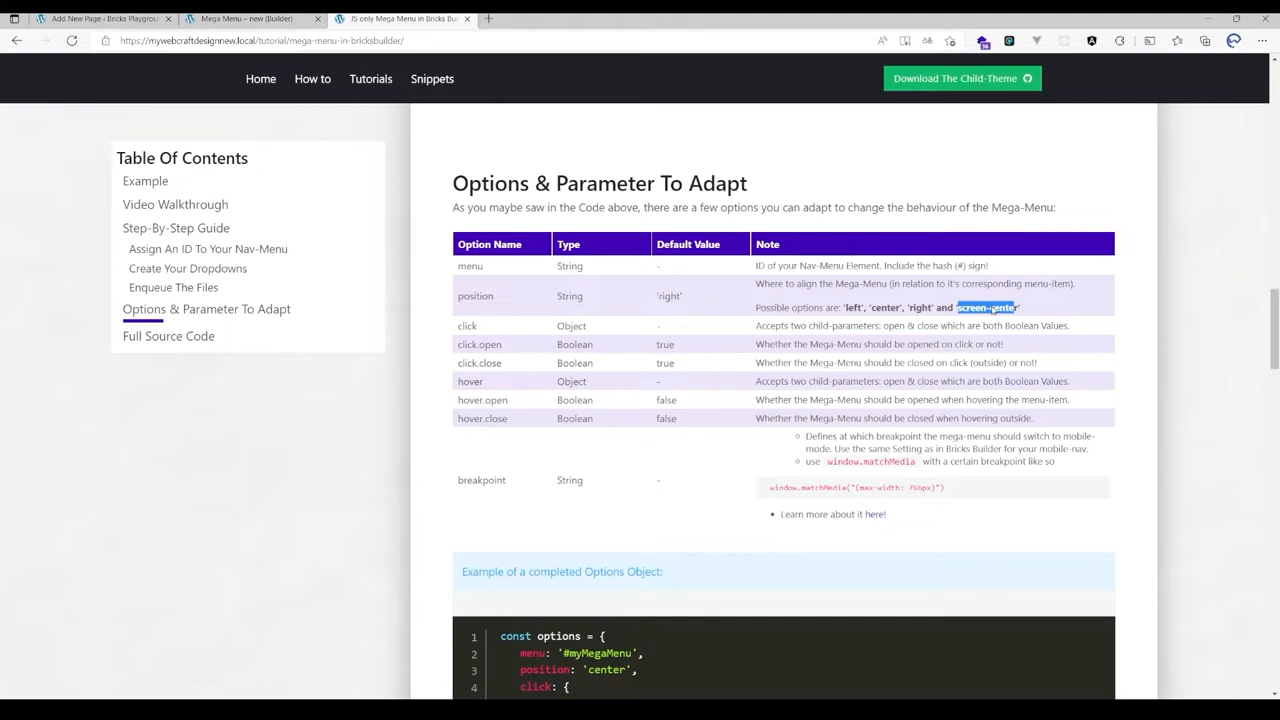 Add New Page ‹ Bricks Playgroun
Mega Menu – new (Builder)
JS only Mega Menu in Bricks Bui
https://mywebcraftdesignnew.local/tutorial/mega-menu-in-bricksbuilder/
Home
How to
Tutorials
Snippets
Download The Child-Theme
Table Of Contents
Example
Video Walkthrough
Step-By-Step Guide
Assign An ID To Your Nav-Menu
Create Your Dropdowns
Enqueue The Files
Options & Parameter To Adapt
Full Source Code
Options & Parameter To Adapt
As you maybe saw in the Code above, there are a few options you can adapt to change the behaviour of the Mega-Menu:
Option Name Type Default Value Note
menu String - ID of your Nav-Menu Element. Include the hash (#) sign!
position String 'right' Where to align the Mega-Menu (in relation to it's corresponding menu-item).
Possible options are: 'left', 'center', 'right' and 'screen-center'
click Object - Accepts two child-parameters: open & close which are both Boolean Values.
click.open Boolean true Whether the Mega-Menu should be opened on click or not!
click.close Boolean true Whether the Mega-Menu should be closed on click (outside) or not!
hover Object - Accepts two child-parameters: open & close which are both Boolean Values.
hover.open Boolean false Whether the Mega-Menu should be opened when hovering the menu-item.
hover.close Boolean false Whether the Mega-Menu should be closed when hovering outside.
breakpoint String -
Defines at which breakpoint the mega-menu should switch to mobile-
mode. Use the same Setting as in Bricks Builder for your mobile-nav.
use window.matchMedia with a certain breakpoint like so
window.matchMedia("(max-width: 766px)")
Learn more about it here!
Example of a completed Options Object:
1 const options = {
2 menu: '#myMegaMenu',
3 position: 'center',
4 click: {